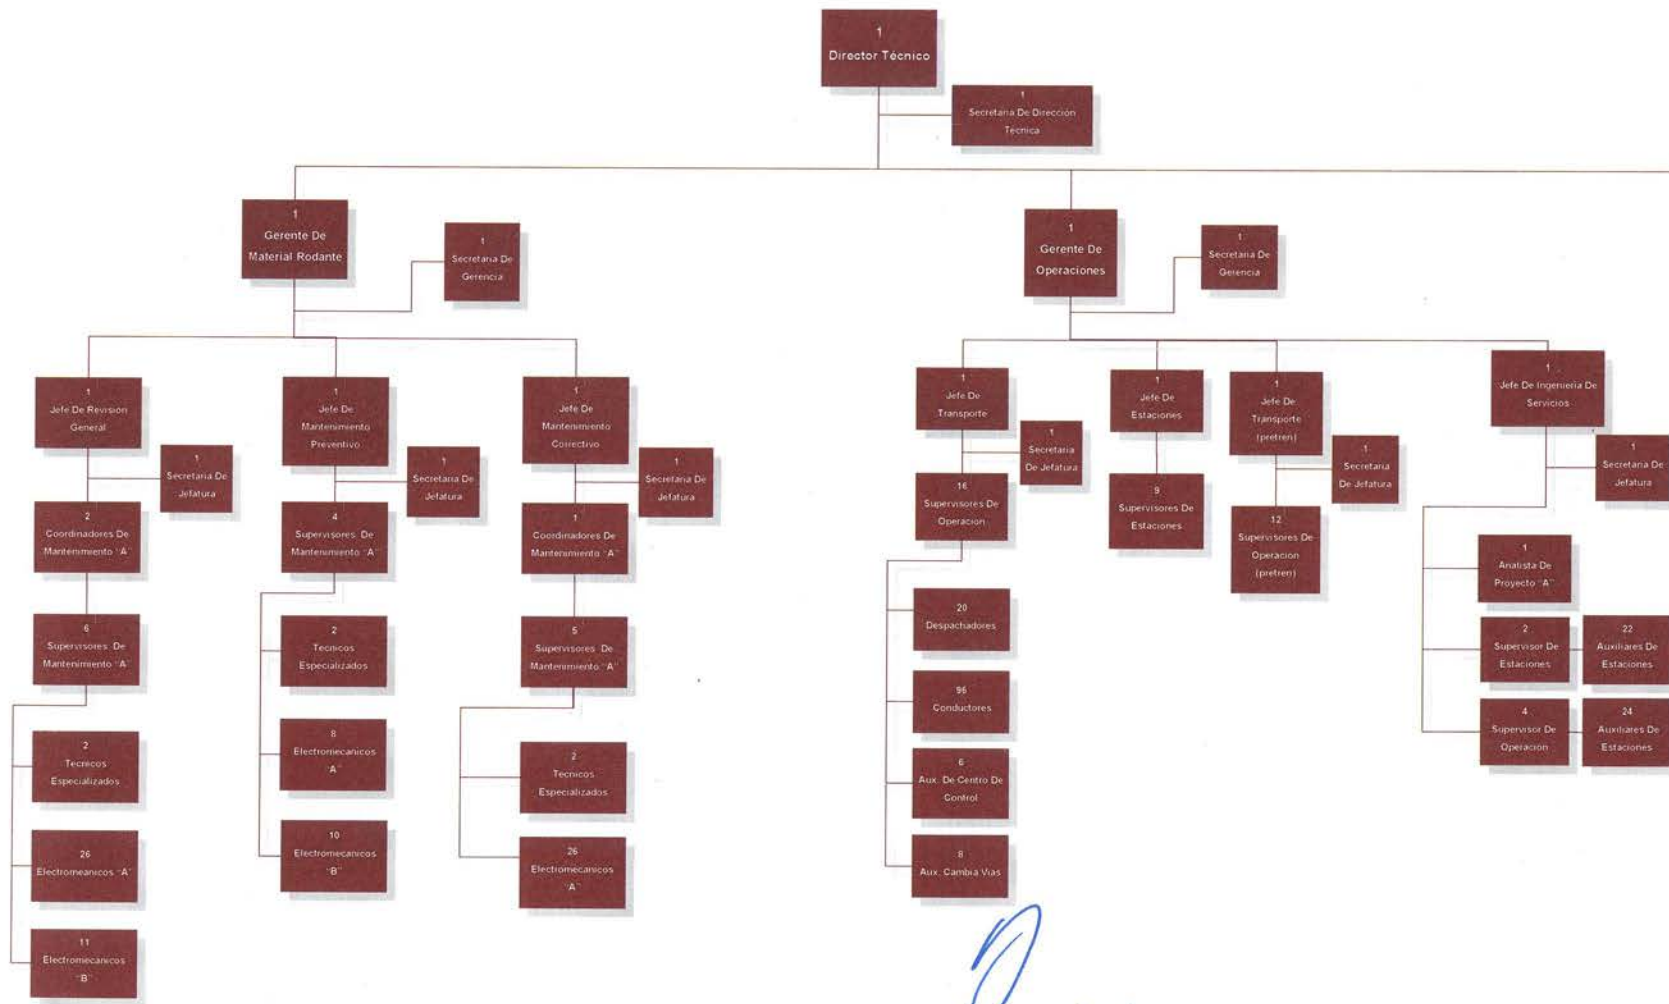 1
Director Técnico
1
Secretaria De Dirección
Técnica
1
Gerente De
Material Rodante
1
Secretaria De
Gerencia
1
Gerente De
Operaciones
1
Secretaria De
Gerencia
1
Jefe De Revisión
General
1
Secretaria De
Jefatura
2
Coordinadores De
Mantenimiento "A"
6
Supervisores De
Mantenimiento "A"
2
Tecnicos
Especializados
26
Electromeanicos "A"
11
Electromecanicos
"B"
1
Jefe De
Mantenimiento
Preventivo
1
Secretaria De
Jefatura
4
Supervisores De
Mantenimiento "A"
2
Tecnicos
Especializados
8
Electromecanicos
"A"
10
Electromecanicos
"B"
1
Jefe De
Mantenimiento
Correctivo
1
Secretaria De
Jefatura
1
Coordinadores De
Mantenimiento "A"
5
Supervisores De
Mantenimiento "A"
2
Tecnicos
Especializados
26
Electromecanicos
"A"
1
Jefe De
Transporte
1
Secretaria
De Jefatura
16
Supervisores De
Operacion
20
Despachadores
96
Conductores
6
Aux. De Centro De
Control
8
Aux. Cambia Vias
1
Jefe De
Estaciones
9
Supervisores De
Estaciones
1
Jefe De
Transporte
(pretren)
1
Secretaria
De Jefatura
12
Supervisores De
Operacion
(pretren)
1
Jefe De Ingeniería De
Servicios
1
Secretaria De
Jefatura
1
Analista De
Proyecto "A"
2
Supervisor De
Estaciones
22
Auxiliares De
Estaciones
4
Supervisor De
Operacion
24
Auxiliares De
Estaciones